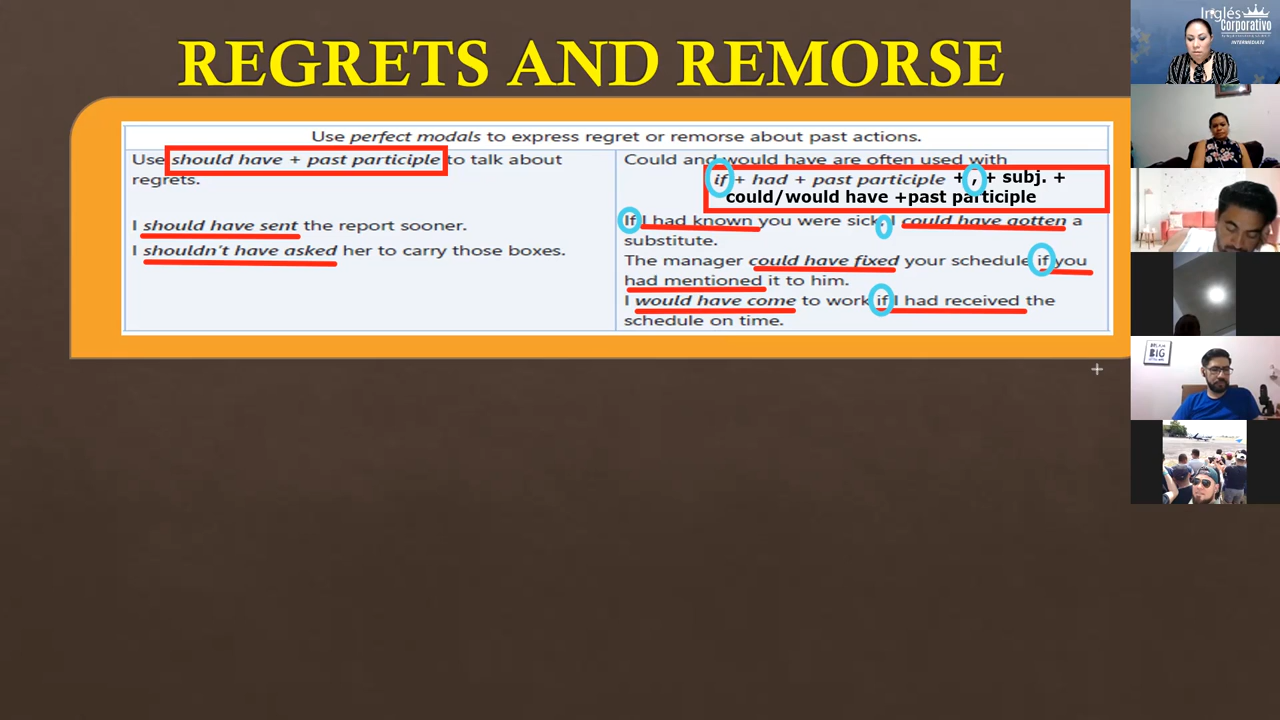 REGRETS AND REMORSE
Use perfect modals to express regret or remorse about past actions.
Use should have + past participle to talk about
regrets.
I should have sent the report sooner.
I shouldn't have asked her to carry those boxes.
Could and would have are often used with
if + had + past participle + , + subj. +
could/would have +past participle
If I had known you were sick, I could have gotten a
substitute.
The manager could have fixed your schedule if you
had mentioned it to him.
I would have come to work if I had received the
schedule on time.
Inglés
Corporativo
INTERMEDIATE
BIG